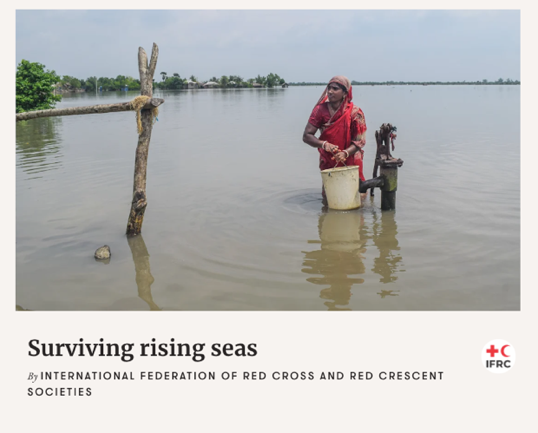 Surviving rising seas
By INTERNATIONAL FEDERATION OF RED CROSS AND RED CRESCENT
SOCIETIES
IFRC